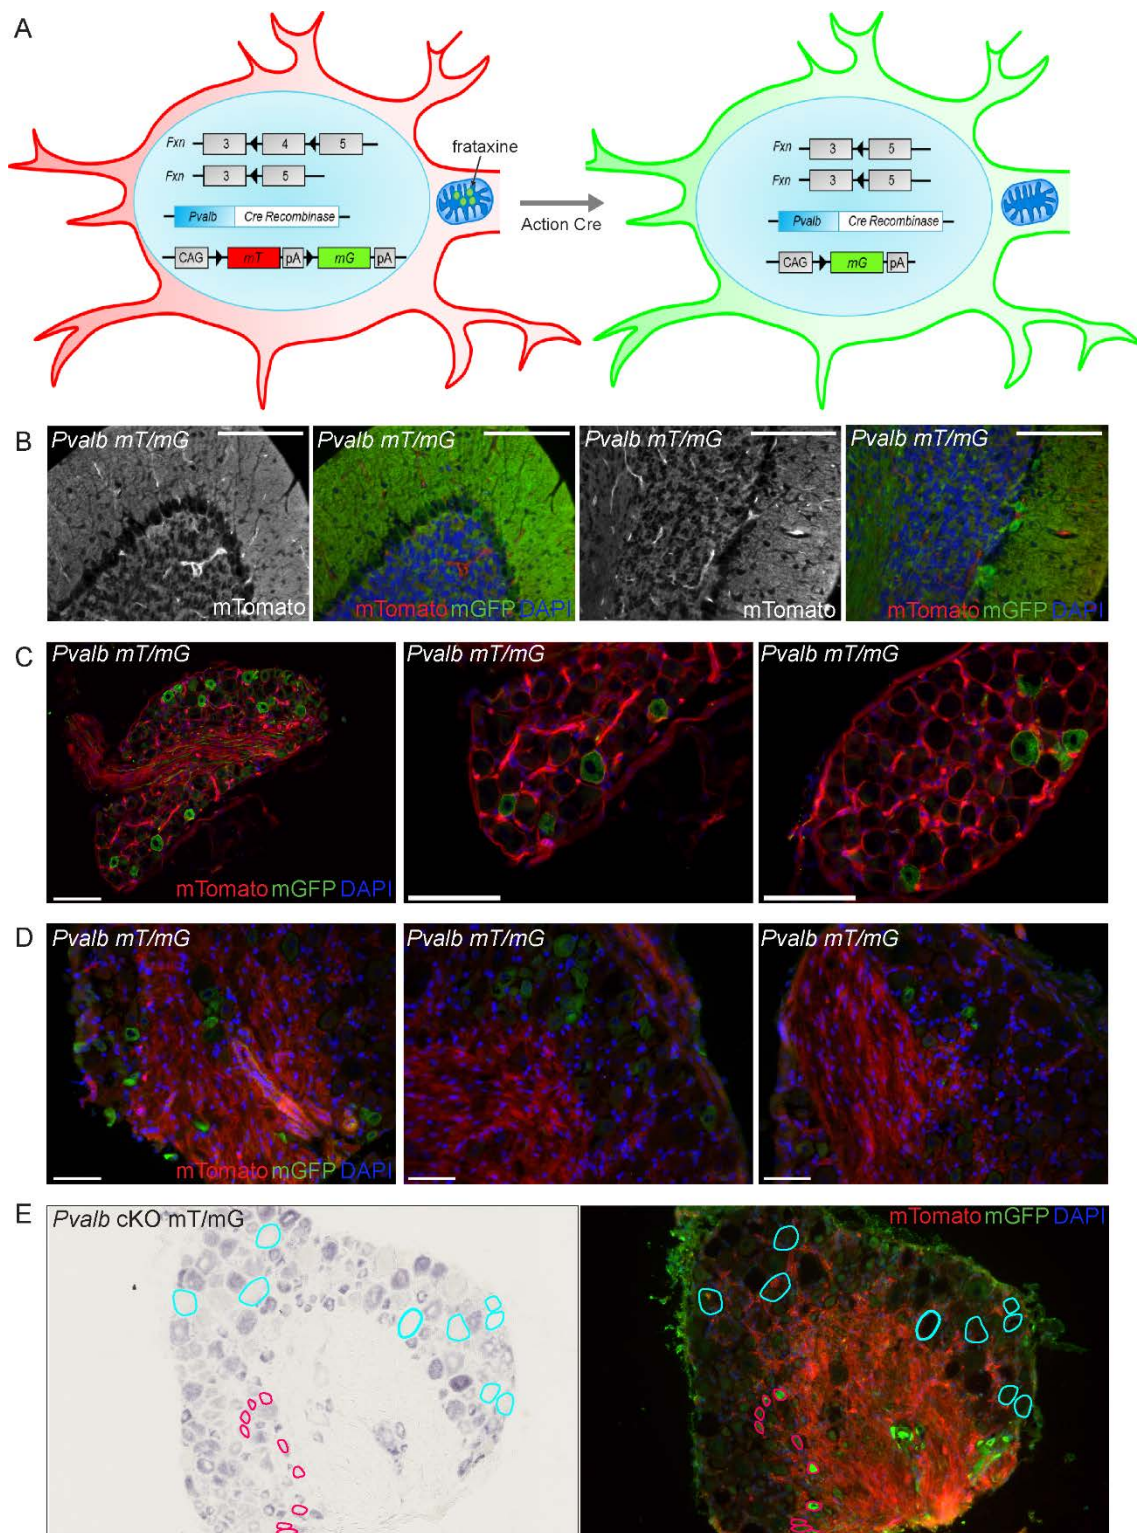 A
Fxn 3 4 5
Fxn 3 5
Pvalb Cre Recombinase
CAG mT pA mG pA
frataxine
Action Cre
Fxn 3 5
Fxn 3 5
Pvalb Cre Recombinase
CAG mG pA
B
Pvalb mT/mG
mTomato
Pvalb mT/mG
mTomato mGFP DAPI
Pvalb mT/mG
mTomato
Pvalb mT/mG
mTomato mGFP DAPI
C
Pvalb mT/mG
mTomato mGFP DAPI
Pvalb mT/mG
Pvalb mT/mG
D
Pvalb mT/mG
mTomato mGFP DAPI
Pvalb mT/mG
Pvalb mT/mG
E
Pvalb cKO mT/mG
mTomato mGFP DAPI